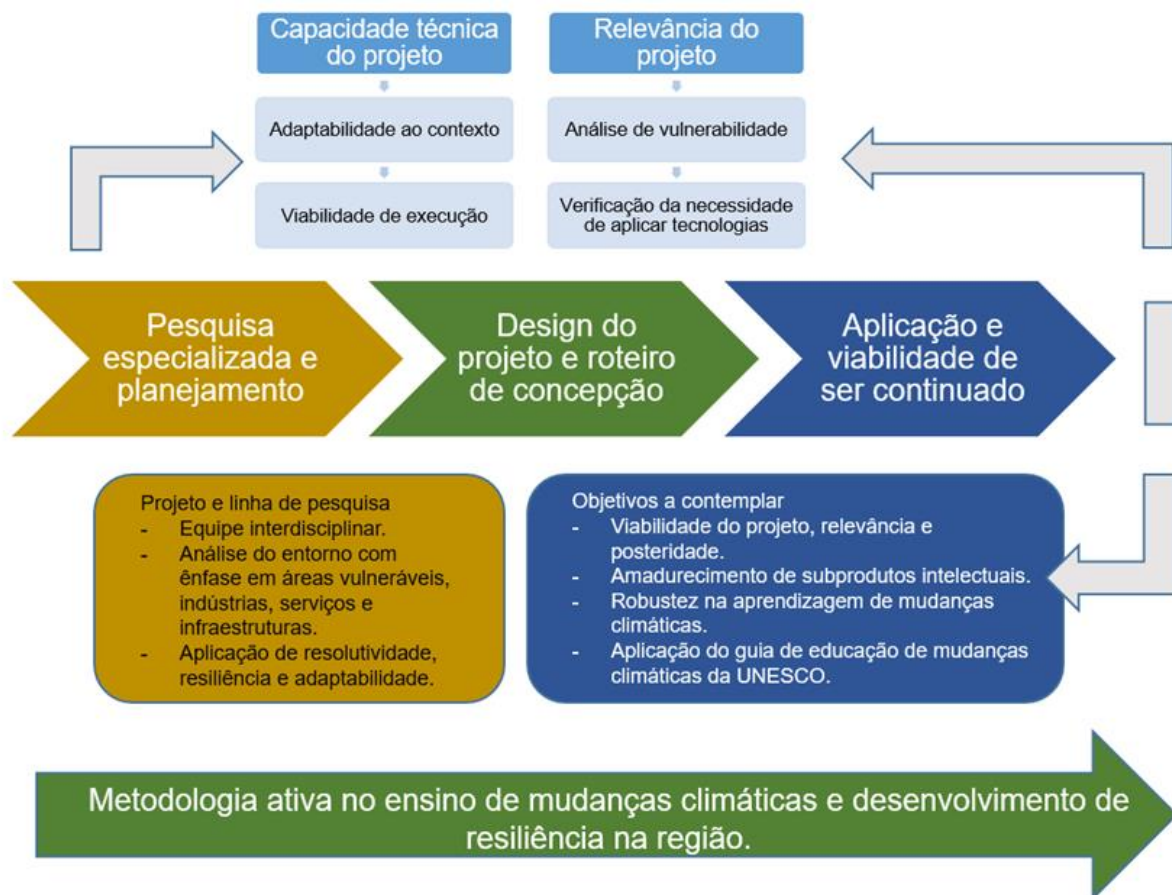 Capacidade técnica
do projeto
Adaptabilidade ao contexto
Viabilidade de execução
Relevância do
projeto
Análise de vulnerabilidade
Verificação da necessidade
de aplicar tecnologias
Pesquisa
especializada e
planejamento
Design do
projeto e roteiro
de concepção
Aplicação e
viabilidade de
ser continuado
Projeto e linha de pesquisa
- Equipe interdisciplinar.
- Análise do entorno com
ênfase em áreas vulneráveis,
indústrias, serviços e
infraestruturas.
- Aplicação de resolutividade,
resiliência e adaptabilidade.
Objetivos a contemplar
- Viabilidade do projeto, relevância e
posteridade.
- Amadurecimento de subprodutos intelectuais.
- Robustez na aprendizagem de mudanças
climáticas.
- Aplicação do guia de educação de mudanças
climáticas da UNESCO.
Metodologia ativa no ensino de mudanças climáticas e desenvolvimento de
resiliência na região.